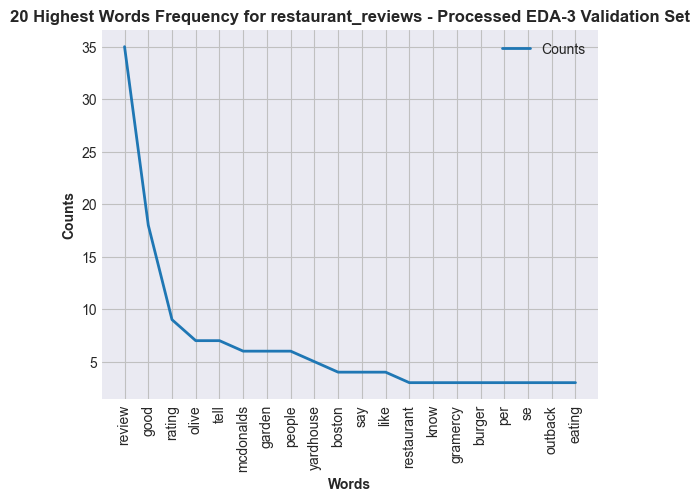 20 Highest Words Frequency for restaurant_reviews - Processed EDA-3 Validation Set
Counts
35
30
25
20
15
10
5
Counts
review
good
rating
olive
tell
mcdonalds
garden
people
yardhouse
boston
say
like
restaurant
know
gramercy
burger
per
se
outback
eating
Words